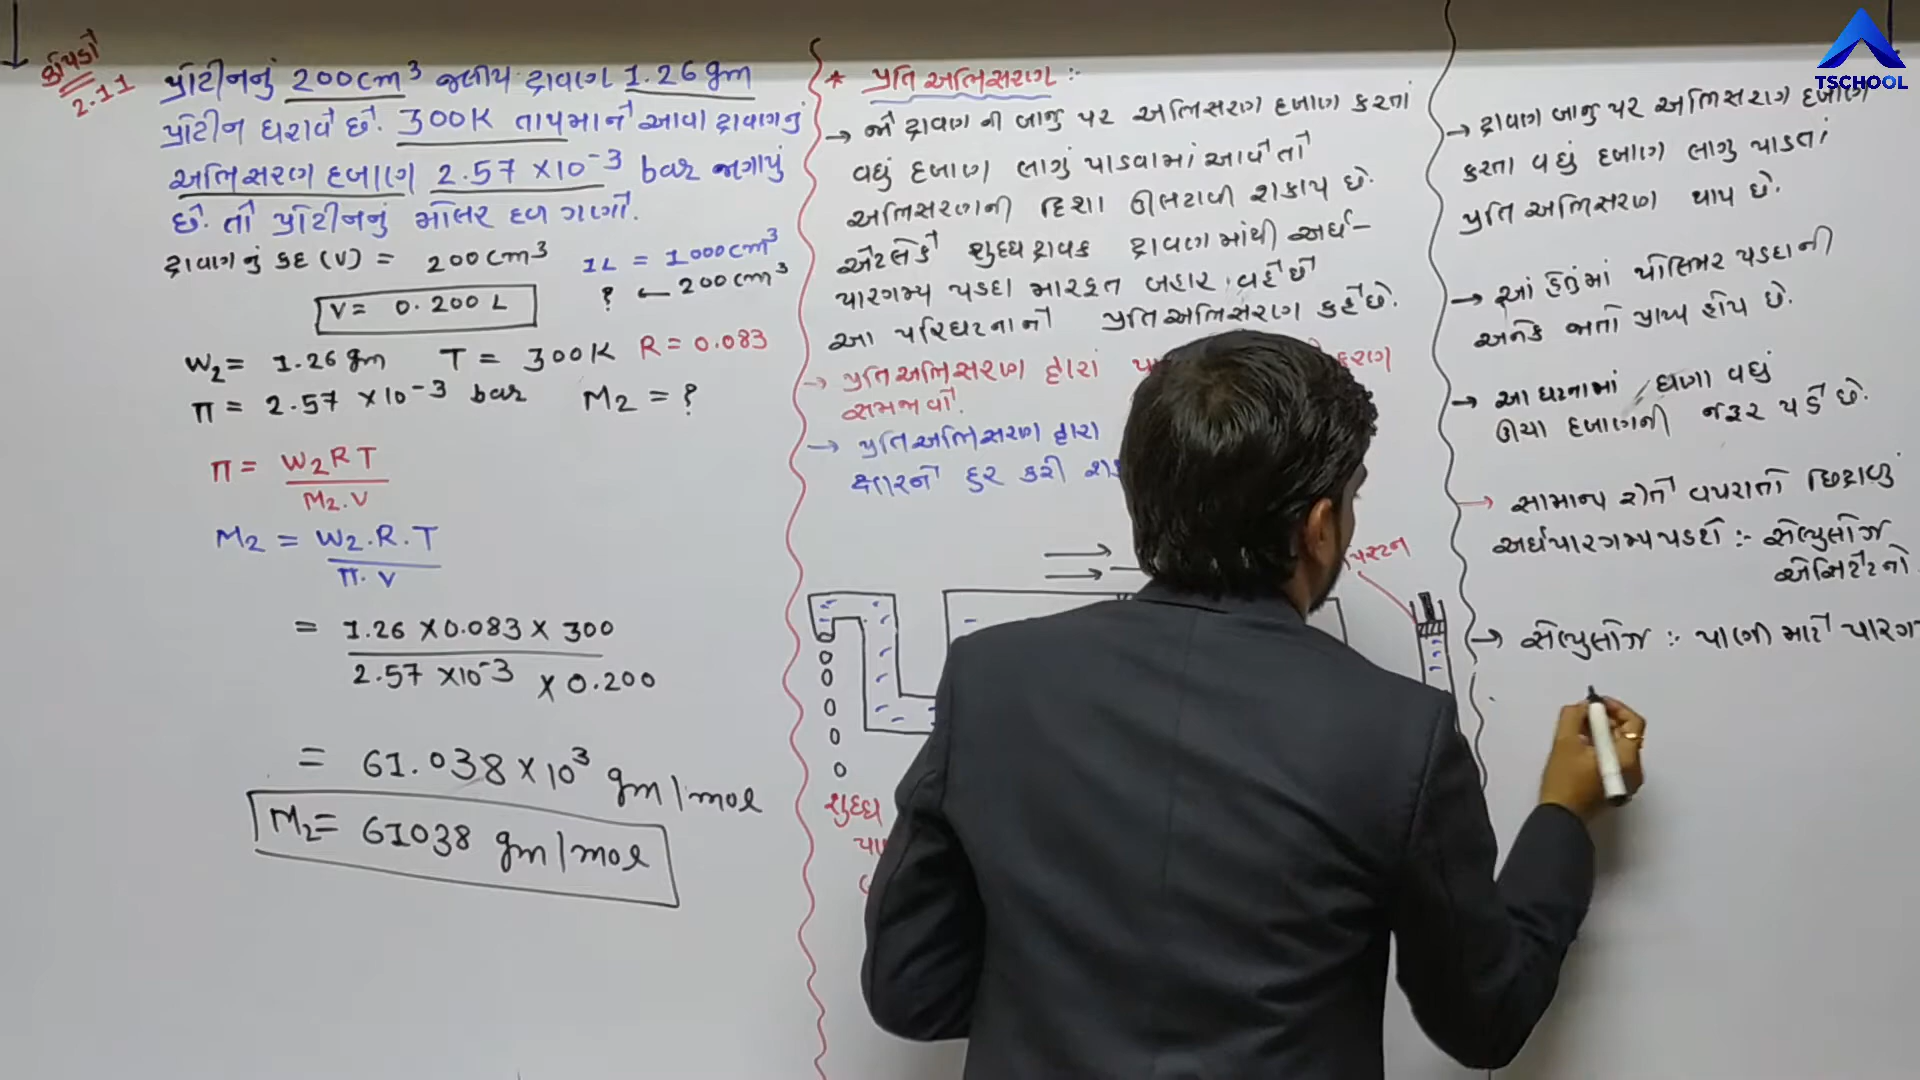 દાખલો
2.11
પ્રોટીનનું 200cm³ જલીય દ્રાવણ 1.26gm
પ્રોટીન ધરાવે છે. 300K તાપમાને આવા દ્રાવણનું
અભિસરણ દબાણ 2.57 ×10⁻³ bar જણાયું
છે. તો પ્રોટીનનું મોલર દળ ગણો.
દ્રાવણનું કદ (V) = 200cm³
1L = 1000cm³
? ← 200cm³
V = 0.200 L
W₂ = 1.26gm T = 300K R = 0.083
π = 2.57 ×10⁻³ bar M₂ = ?
π = W₂RT / M₂.V
M₂ = W₂.R.T / π.V
= 1.26 × 0.083 × 300 / 2.57 ×10⁻³ × 0.200
= 61.038 × 10³ gm/mol
M₂ = 61038 gm/mol
* પ્રતિ અભિસરણ :-
→ જો દ્રાવણ ની બાજુ પર અભિસરણ દબાણ કરતાં
વધું દબાણ લાગું પાડવામાં આવે તો
અભિસરણની દિશા ઊલટાવી શકાય છે.
એટલેકે શુધ્ધ દ્રાવક દ્રાવણમાંથી અર્ધ-
પારગમ્ય પડદા મારફત બહાર વહે છે
આ પરિઘટનાને પ્રતિઅભિસરણ કહે છે.
→ પ્રતિઅભિસરણ દ્વારાં
સમજાવો.
→ પ્રતિઅભિસરણ દ્વારા
ક્ષારને દુર કરી
પિસ્ટન
શુધ્ધ
→ દ્રાવણ બાજુ પર અભિસરણ દબાણ
કરતા વધું દબાણ લાગુ પાડતાં
પ્રતિ અભિસરણ થાય છે.
→ આં હેતુંમાં પોલિમર પડદાની
અનેક જાતો પ્રાપ્ય હોય છે.
→ આ ઘટનામાં ઘણા વધું
ઊંચા દબાણની જરૂર પડે છે.
→ સામાન્ય રીતે વપરાતો છિદ્રાળું
અર્ધપારગમ્યપડદો :- સેલ્યુલોઝ
એસિટેટનો
→ સેલ્યુલોઝ :- પાણી માટે પારગ
TSCHOOL